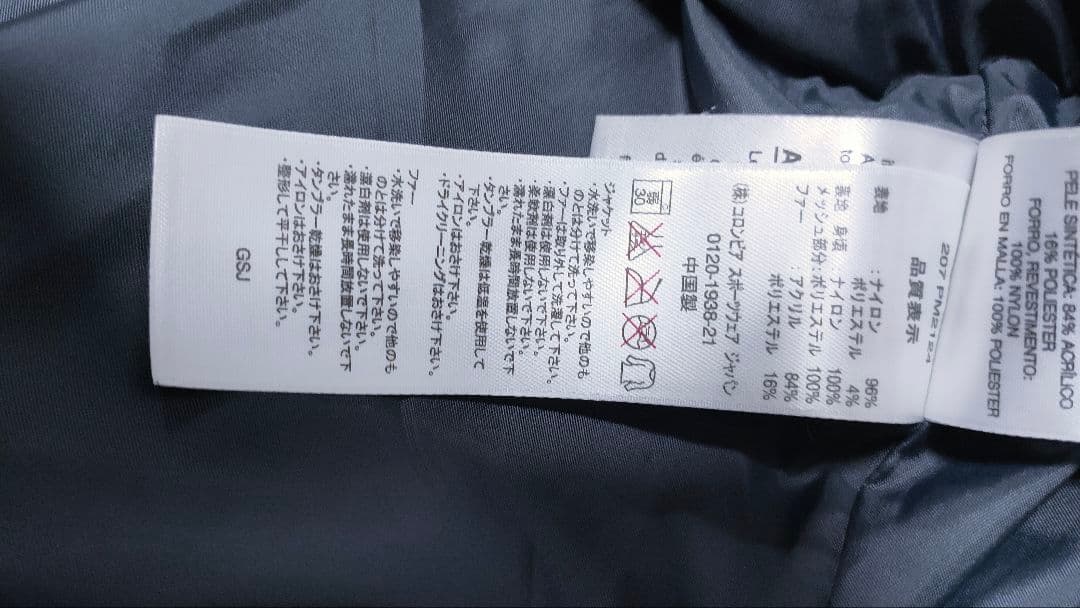 207 PM2124
品質表示
表地 : ナイロン 96%
ポリエステル 4%
裏地 身頃 : ナイロン 100%
メッシュ部分:ポリエステル 100%
ファー : アクリル 84%
ポリエステル 16%
(株)コロンビア スポーツウェア ジャパン
0120-1938-21
中国製
弱
30
ジャケット
・水洗いで移染しやすいので他のも
のとは分けて洗って下さい。
・ファーは取り外して洗濯して下さい。
・漂白剤は使用しないで下さい。
・柔軟剤は使用しないで下さい。
・濡れたまま長時間放置しないで下
さい。
・タンブラー乾燥は低温を使用して
下さい。
・アイロンはおさけ下さい。
・ドライクリーニングはおさけ下さい。
ファー
・水洗いで移染しやすいので他のも
のとは分けて洗って下さい。
・漂白剤は使用しないで下さい。
・濡れたまま長時間放置しないで下
さい。
・タンブラー乾燥はおさけ下さい。
・アイロンはおさけ下さい。
・整形して平干しして下さい。
GSJ
PELE SINTÉTICA: 84% ACRÍLICO
16% POLIÉSTER
FORRO, REVESTIMENTO:
100% NYLON
FORRO EN MALLA: 100% POLIESTER